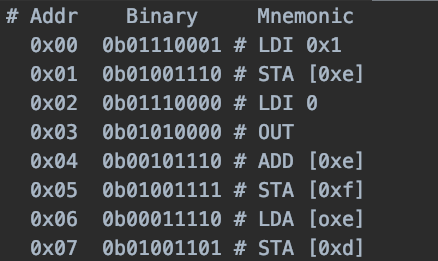 # Addr Binary Mnemonic
0x00 0b01110001 # LDI 0x1
0x01 0b01001110 # STA [0xe]
0x02 0b01110000 # LDI 0
0x03 0b01010000 # OUT
0x04 0b00101110 # ADD [0xe]
0x05 0b01001111 # STA [0xf]
0x06 0b00011110 # LDA [oxe]
0x07 0b01001101 # STA [0xd]